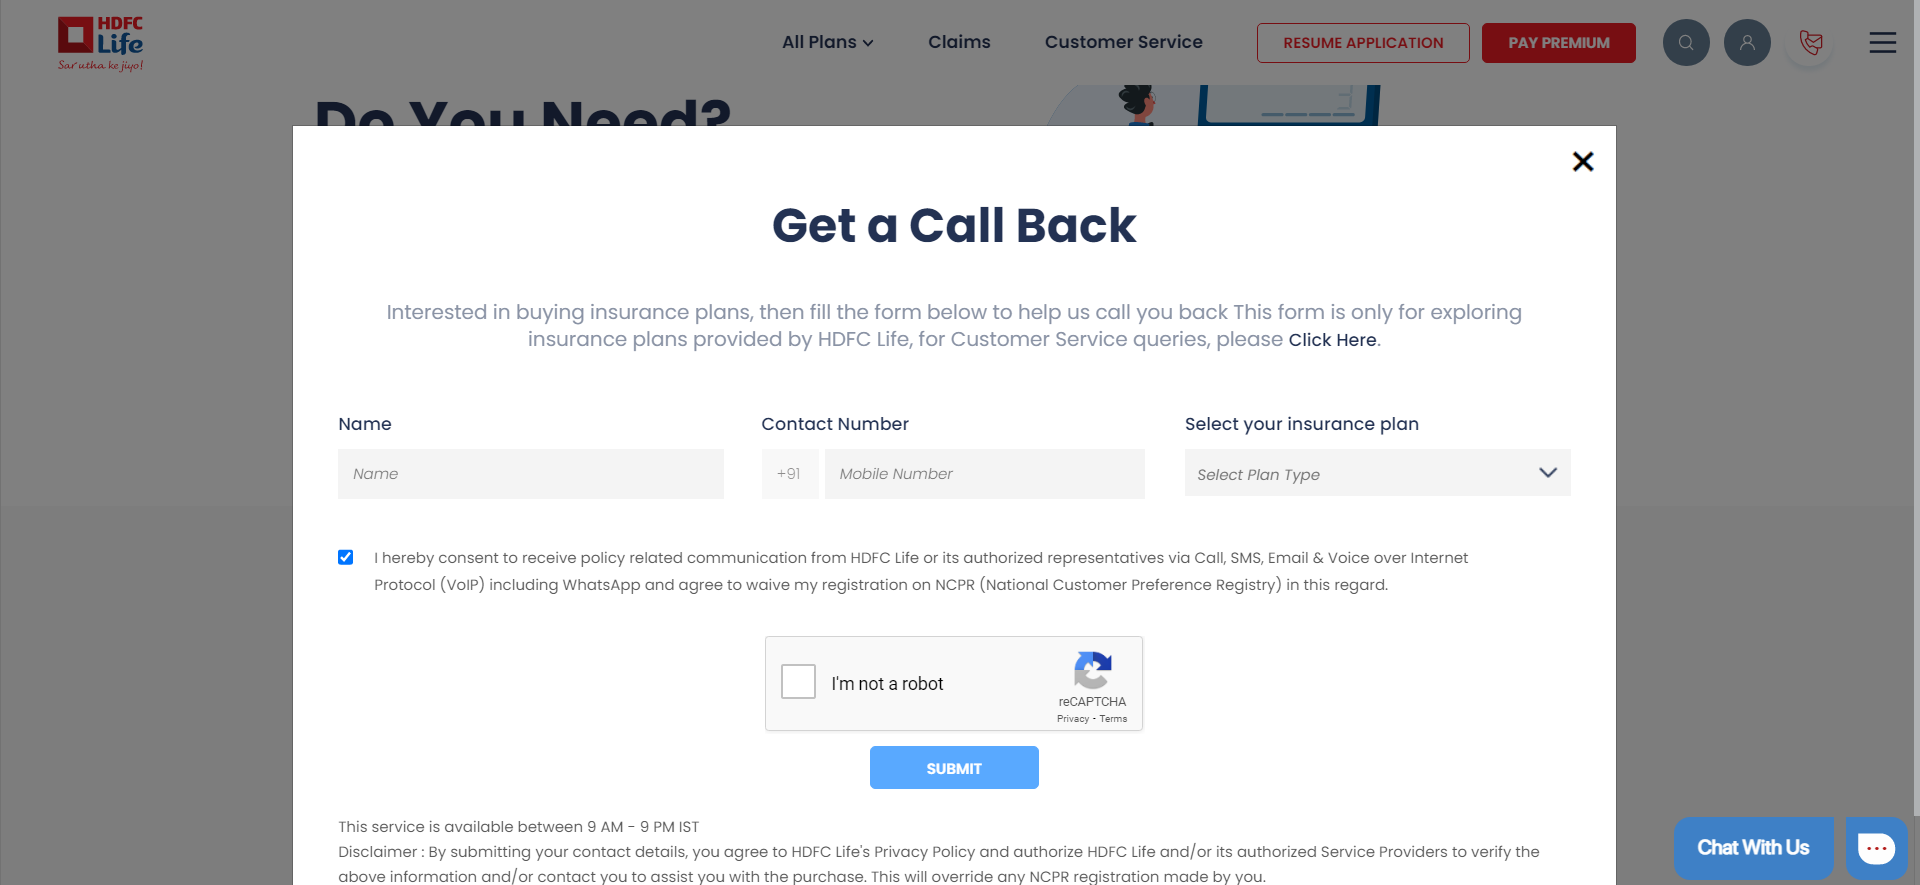 HDFC
Life
Sar utha ke jiyo!
All Plans
Claims
Customer Service
RESUME APPLICATION
PAY PREMIUM
Do You Need?
Get a Call Back
Interested in buying insurance plans, then fill the form below to help us call you back This form is only for exploring
insurance plans provided by HDFC Life, for Customer Service queries, please Click Here.
Name
Contact Number
Select your insurance plan
Name
+91
Mobile Number
Select Plan Type
I hereby consent to receive policy related communication from HDFC Life or its authorized representatives via Call, SMS, Email & Voice over Internet
Protocol (VoIP) including WhatsApp and agree to waive my registration on NCPR (National Customer Preference Registry) in this regard.
I'm not a robot
reCAPTCHA
Privacy - Terms
SUBMIT
This service is available between 9 AM - 9 PM IST
Disclaimer : By submitting your contact details, you agree to HDFC Life's Privacy Policy and authorize HDFC Life and/or its authorized Service Providers to verify the
above information and/or contact you to assist you with the purchase. This will override any NCPR registration made by you.
Chat With Us